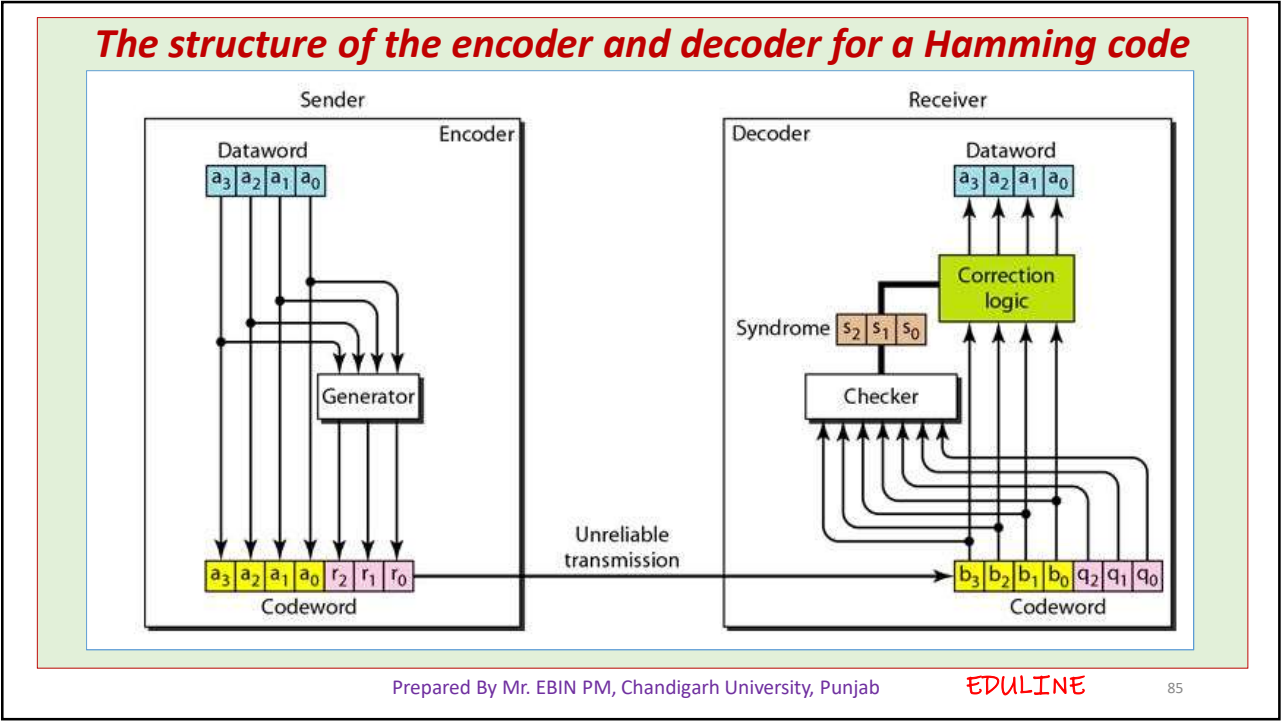 The structure of the encoder and decoder for a Hamming code
Sender
Encoder
Dataword
a3 a2 a1 a0
Generator
a3 a2 a1 a0 r2 r1 r0
Codeword
Unreliable
transmission
Receiver
Decoder
Dataword
a3 a2 a1 a0
Correction
logic
Syndrome s2 s1 s0
Checker
b3 b2 b1 b0 q2 q1 q0
Codeword
Prepared By Mr. EBIN PM, Chandigarh University, Punjab EDULINE 85